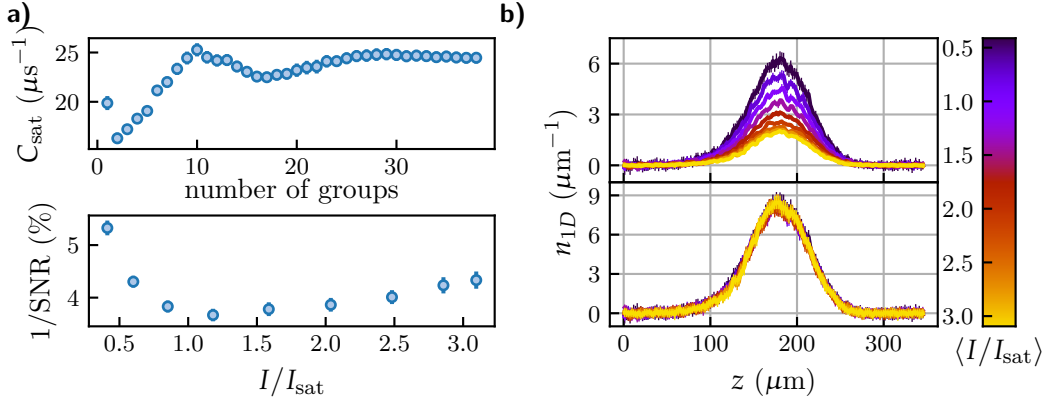 a)
C_sat (μs⁻¹)
25
20
0 10 20 30
number of groups
1/SNR (%)
5
4
0.5 1.0 1.5 2.0 2.5 3.0
I/I_sat
b)
n_1D (μm⁻¹)
6
3
0
9
6
3
0
0 100 200 300
z (μm)
0.5
1.0
1.5
2.0
2.5
3.0
⟨I/I_sat⟩